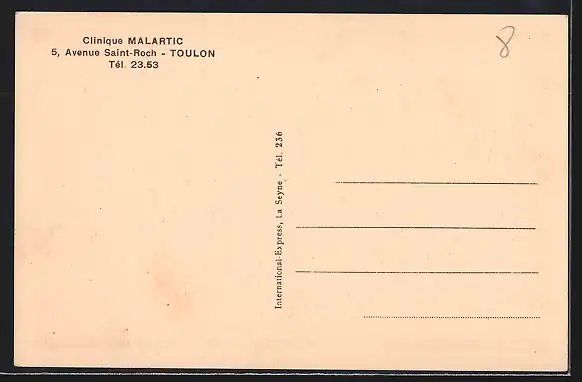 Clinique MALARTIC
5, Avenue Saint-Roch - TOULON
Tél. 23.53
8
International-Express, La Seyne - Tél. 236